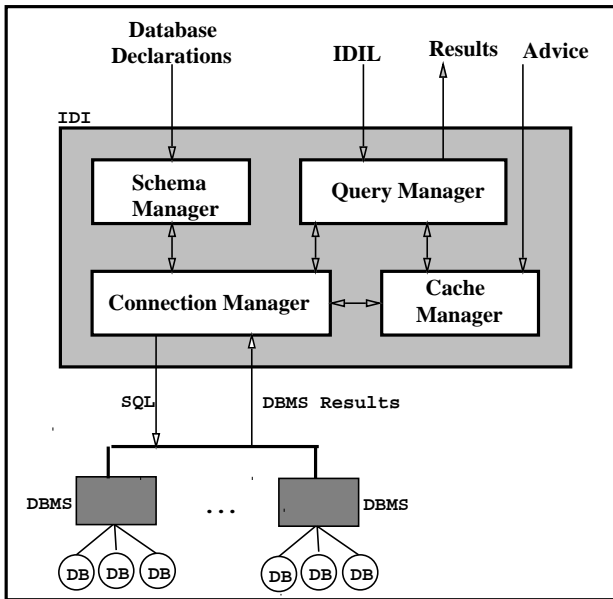 Database
Declarations
IDIL
Results
Advice
IDI
Schema
Manager
Query Manager
Connection Manager
Cache
Manager
SQL
DBMS Results
DBMS
...
DBMS
DB
DB
DB
DB
DB
DB